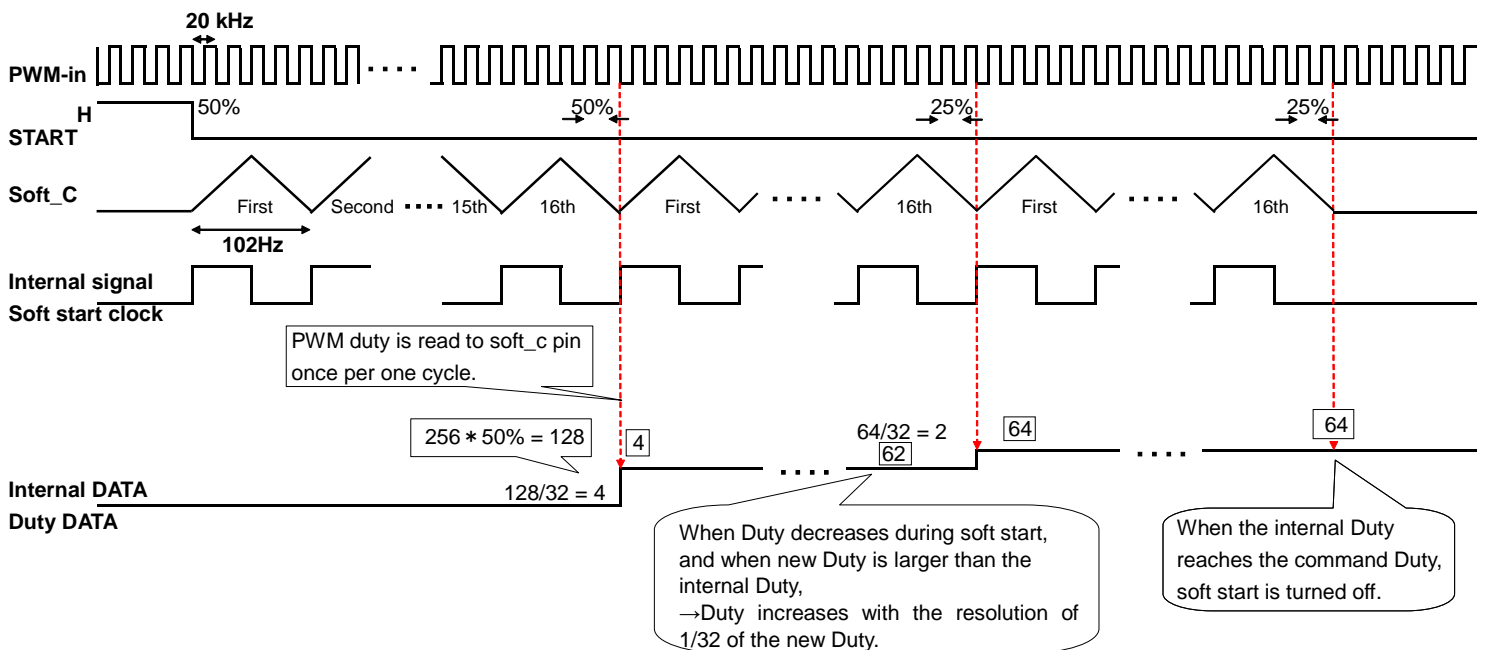 20 kHz
PWM-in
H
START
50%
50%
25%
25%
Soft_C
First
Second
15th
16th
First
16th
First
16th
102Hz
Internal signal
Soft start clock
PWM duty is read to soft_c pin
once per one cycle.
256 * 50% = 128
4
64/32 = 2
62
64
64
128/32 = 4
Internal DATA
Duty DATA
When Duty decreases during soft start,
and when new Duty is larger than the
internal Duty,
→Duty increases with the resolution of
1/32 of the new Duty.
When the internal Duty
reaches the command Duty,
soft start is turned off.